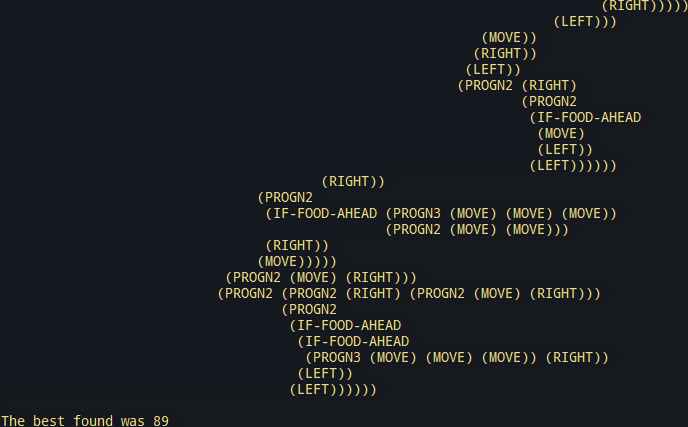 (RIGHT)))))
(LEFT)))
(MOVE))
(RIGHT))
(LEFT))
(PROGN2 (RIGHT)
(PROGN2
(IF-FOOD-AHEAD
(MOVE)
(LEFT))
(LEFT))))))
(RIGHT))
(PROGN2
(IF-FOOD-AHEAD (PROGN3 (MOVE) (MOVE) (MOVE))
(PROGN2 (MOVE) (MOVE)))
(RIGHT))
(MOVE)))))
(PROGN2 (MOVE) (RIGHT)))
(PROGN2 (PROGN2 (RIGHT) (PROGN2 (MOVE) (RIGHT)))
(PROGN2
(IF-FOOD-AHEAD
(IF-FOOD-AHEAD
(PROGN3 (MOVE) (MOVE) (MOVE)) (RIGHT))
(LEFT))
(LEFT))))))
The best found was 89